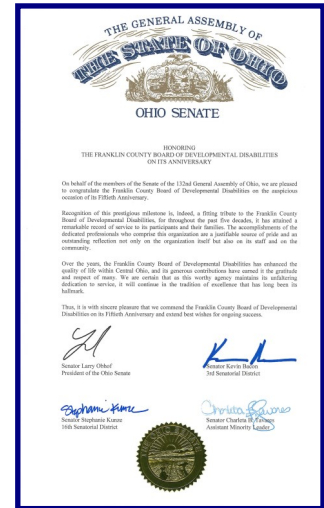 THE GENERAL ASSEMBLY OF
THE STATE OF OHIO
OHIO SENATE
HONORING
THE FRANKLIN COUNTY BOARD OF DEVELOPMENTAL DISABILITIES
ON ITS ANNIVERSARY
On behalf of the members of the Senate of the 132nd General Assembly of Ohio, we are pleased
to congratulate the Franklin County Board of Developmental Disabilities on the auspicious
occasion of its Fiftieth Anniversary.
Recognition of this prestigious milestone is, indeed, a fitting tribute to the Franklin County
Board of Developmental Disabilities, for throughout the past five decades, it has attained a
remarkable record of service to its participants and their families. The accomplishments of the
dedicated professionals who comprise this organization are a justifiable source of pride and an
outstanding reflection not only on the organization itself but also on its staff and on the
community.
Over the years, the Franklin County Board of Developmental Disabilities has enhanced the
quality of life within Central Ohio, and its generous contributions have earned it the gratitude
and respect of many. We are certain that as this worthy agency maintains its unfaltering
dedication to service, it will continue in the tradition of excellence that has long been its
hallmark.
Thus, it is with sincere pleasure that we commend the Franklin County Board of Developmental
Disabilities on its Fiftieth Anniversary and extend best wishes for ongoing success.
Senator Larry Obhof
President of the Ohio Senate
Senator Kevin Bacon
3rd Senatorial District
Stephanie Kunze
Senator Stephanie Kunze
16th Senatorial District
Charleta B. Tavares
Senator Charleta B. Tavares
Assistant Minority Leader